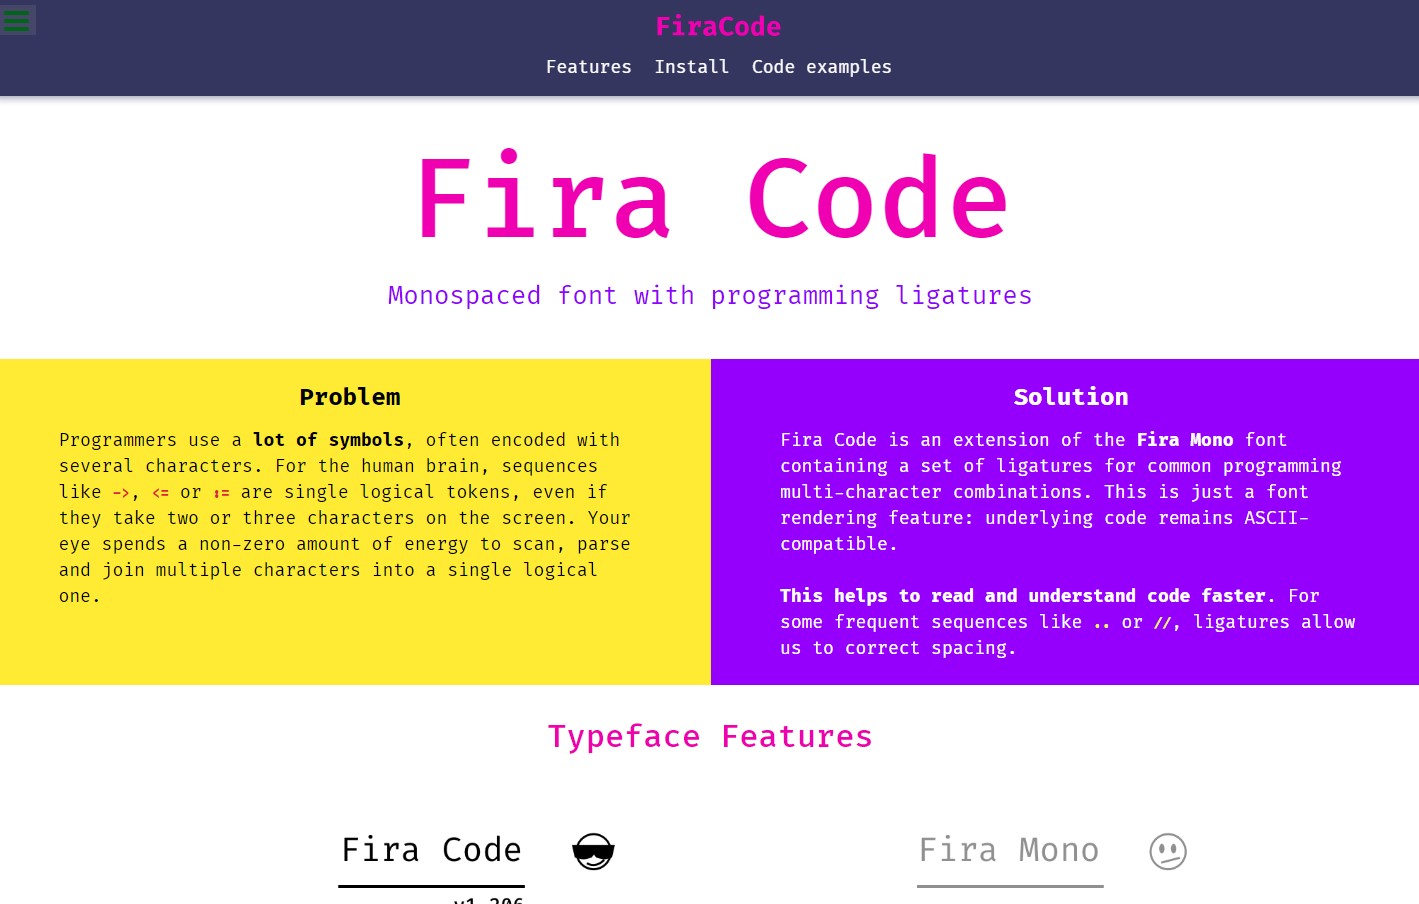 FiraCode
Features Install Code examples
Fira Code
Monospaced font with programming ligatures
Problem
Programmers use a lot of symbols, often encoded with
several characters. For the human brain, sequences
like ->, <= or := are single logical tokens, even if
they take two or three characters on the screen. Your
eye spends a non-zero amount of energy to scan, parse
and join multiple characters into a single logical
one.
Solution
Fira Code is an extension of the Fira Mono font
containing a set of ligatures for common programming
multi-character combinations. This is just a font
rendering feature: underlying code remains ASCII-
compatible.
This helps to read and understand code faster. For
some frequent sequences like .. or //, ligatures allow
us to correct spacing.
Typeface Features
Fira Code
Fira Mono
v1.206